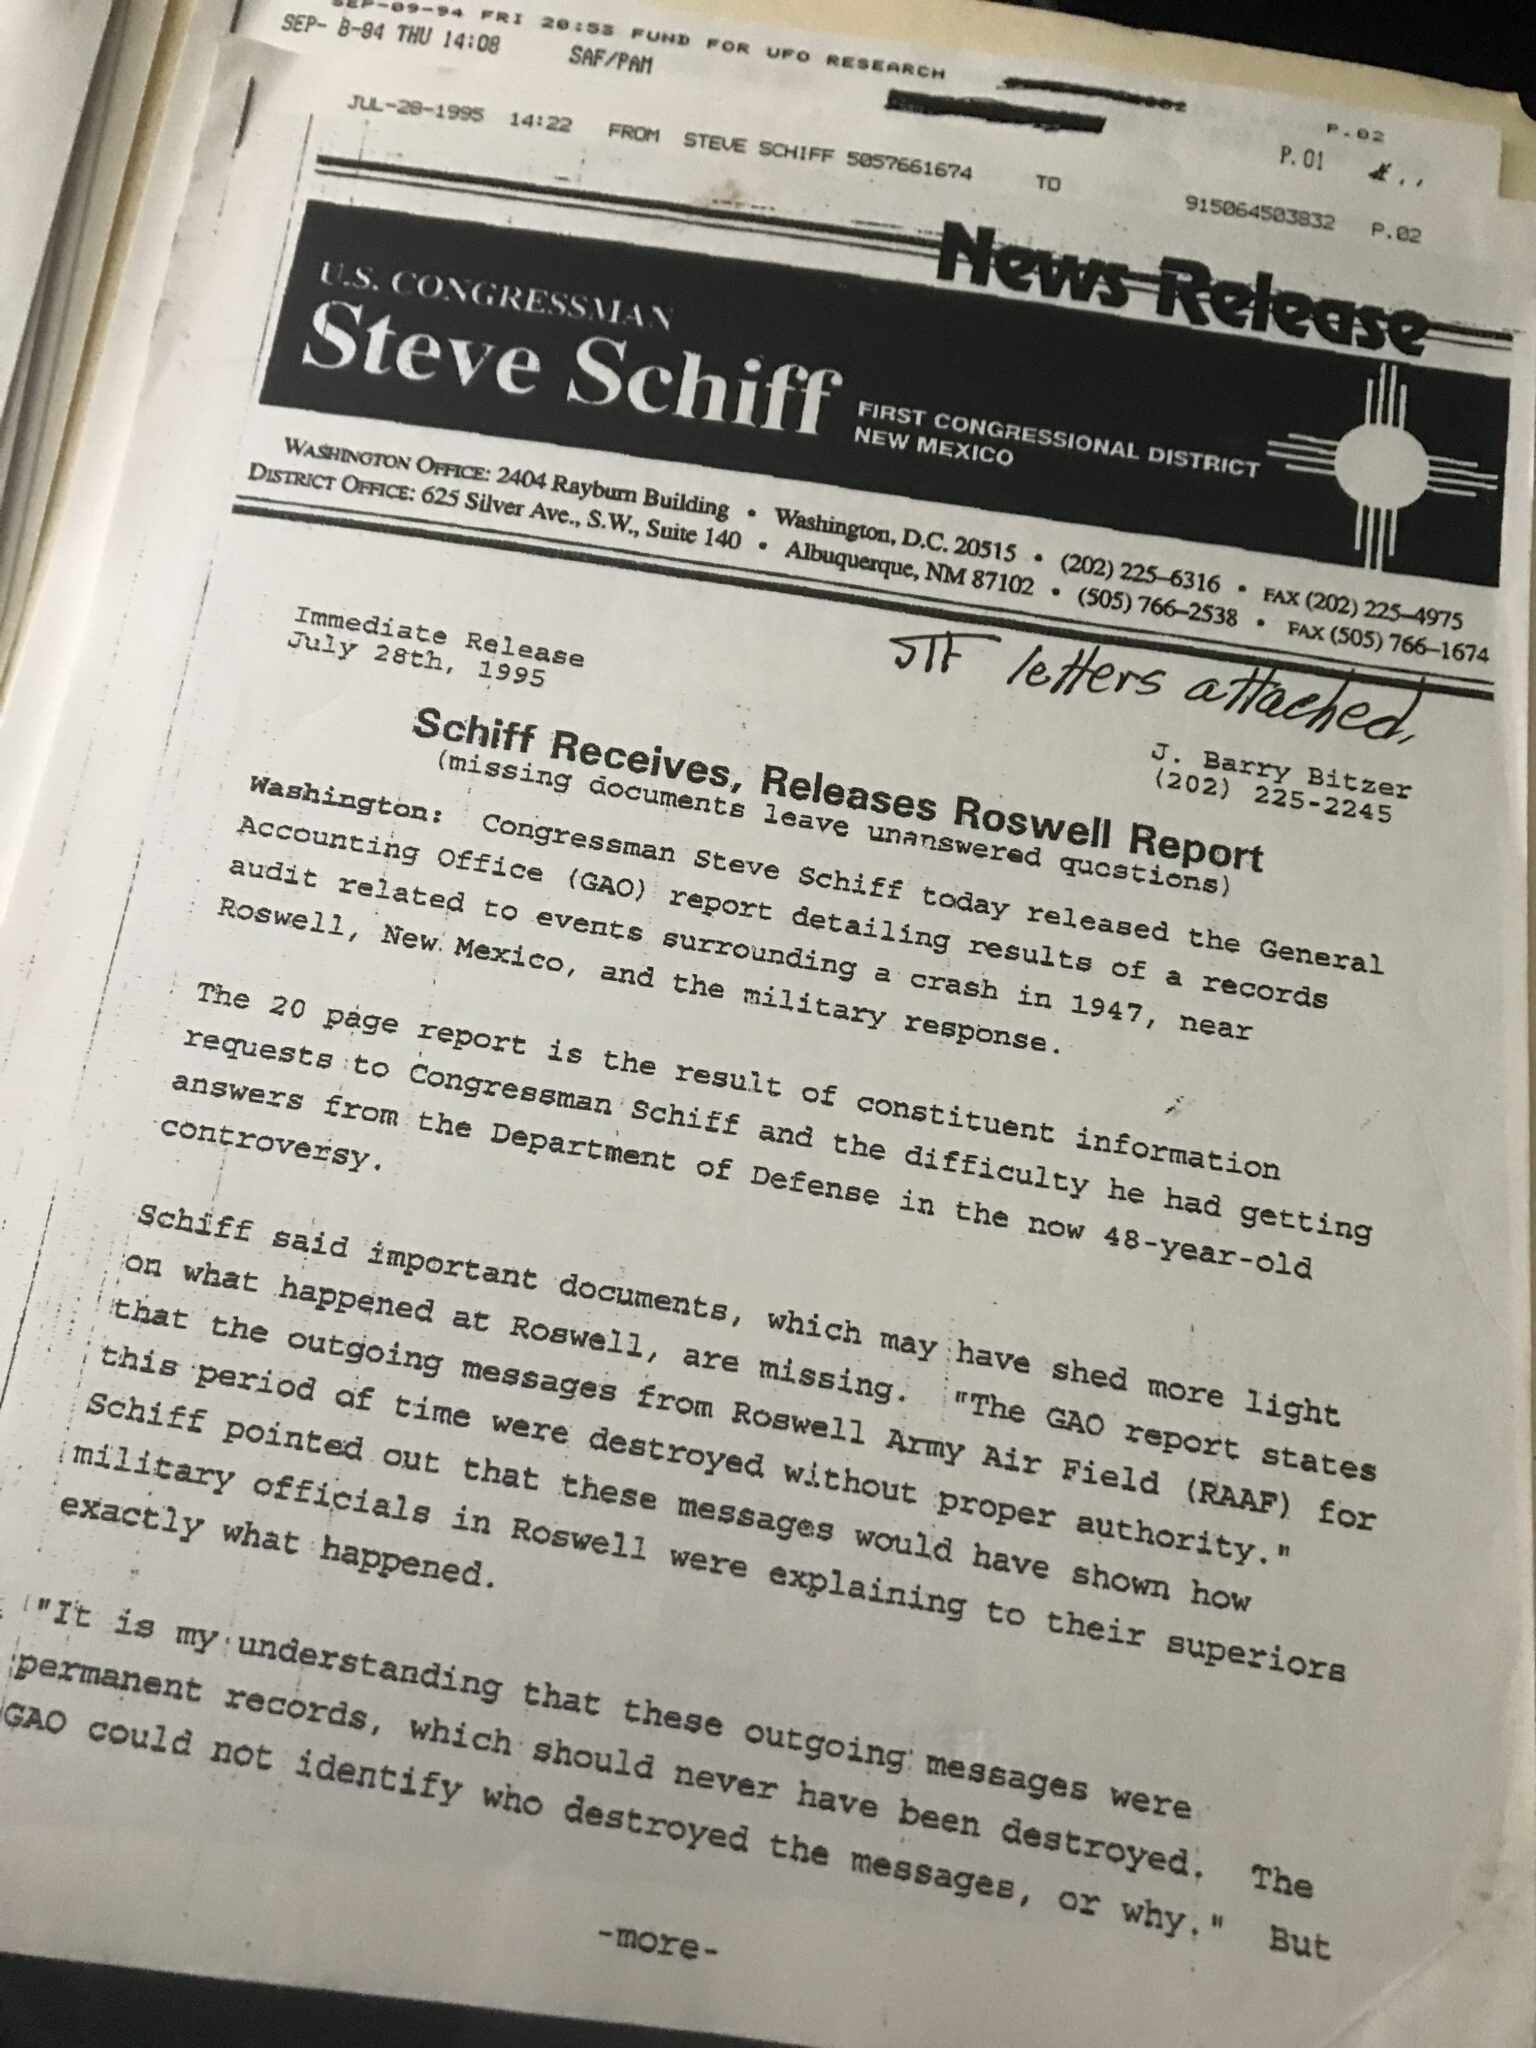 SEP-09-94 FRI 20:53 FUND FOR UFO RESEARCH P.02
SEP- 8-94 THU 14:08 SAF/PAM P.01
JUL-28-1995 14:22 FROM STEVE SCHIFF 5057661674 TO 915064503832 P.02
News Release
U.S. CONGRESSMAN
Steve Schiff
FIRST CONGRESSIONAL DISTRICT
NEW MEXICO
WASHINGTON OFFICE: 2404 Rayburn Building • Washington, D.C. 20515 • (202) 225–6316 • FAX (202) 225–4975
DISTRICT OFFICE: 625 Silver Ave., S.W., Suite 140 • Albuquerque, NM 87102 • (505) 766–2538 • FAX (505) 766–1674
Immediate Release
July 28th, 1995
letters attached,
J. Barry Bitzer
(202) 225-2245
Schiff Receives, Releases Roswell Report
(missing documents leave unanswered questions)
Washington: Congressman Steve Schiff today released the General
Accounting Office (GAO) report detailing results of a records
audit related to events surrounding a crash in 1947, near
Roswell, New Mexico, and the military response.
The 20 page report is the result of constituent information
requests to Congressman Schiff and the difficulty he had getting
answers from the Department of Defense in the now 48-year-old
controversy.
Schiff said important documents, which may have shed more light
on what happened at Roswell, are missing. "The GAO report states
that the outgoing messages from Roswell Army Air Field (RAAF) for
this period of time were destroyed without proper authority."
Schiff pointed out that these messages would have shown how
military officials in Roswell were explaining to their superiors
exactly what happened.
"It is my understanding that these outgoing messages were
permanent records, which should never have been destroyed. The
GAO could not identify who destroyed the messages, or why." But
-more-